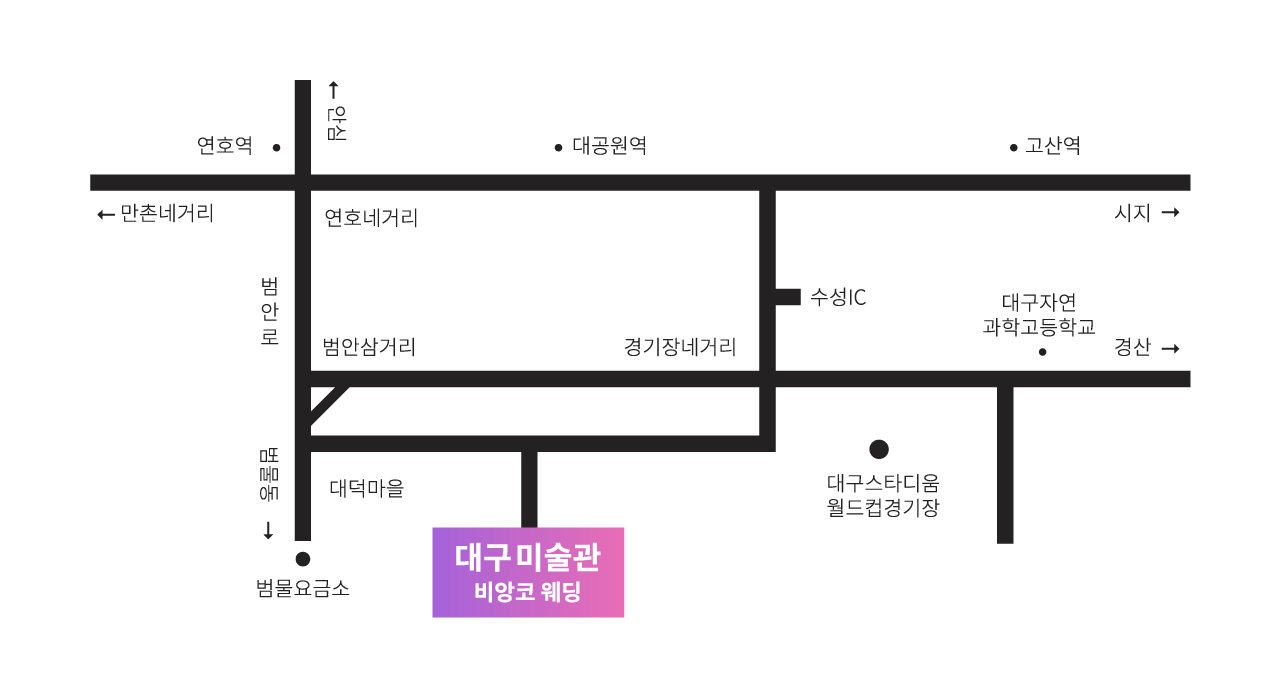 ← 안심
연호역
대공원역
고산역
← 만촌네거리
연호네거리
시지 →
범안로
수성IC
대구자연
과학고등학교
범안삼거리
경기장네거리
경산 →
범물동 →
대덕마을
대구스타디움
월드컵경기장
대구미술관
비앙코 웨딩
범물요금소